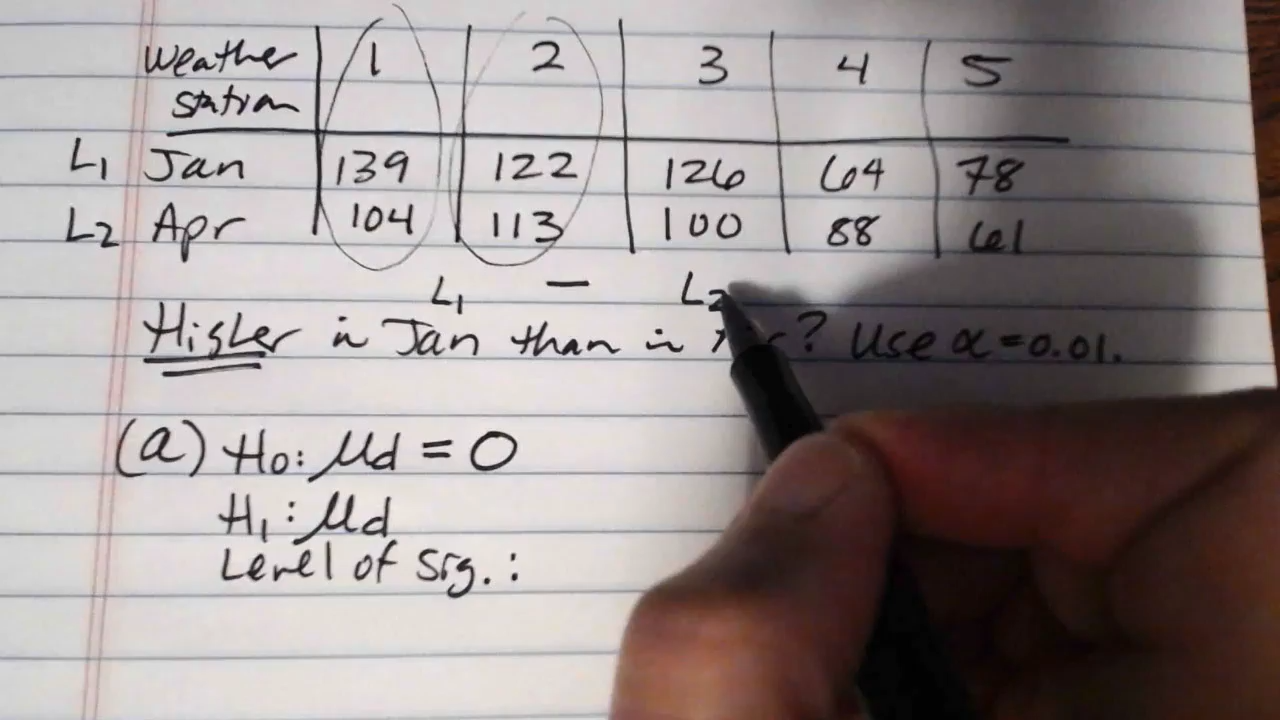 Weather station | 1 | 2 | 3 | 4 | 5
L1 Jan | 139 | 122 | 126 | 64 | 78
L2 Apr | 104 | 113 | 100 | 88 | 61
L1 — L2
Higher in Jan than in ? Use α = 0.01.
(a) H0: μd = 0
H1: μd
Level of Sig.: